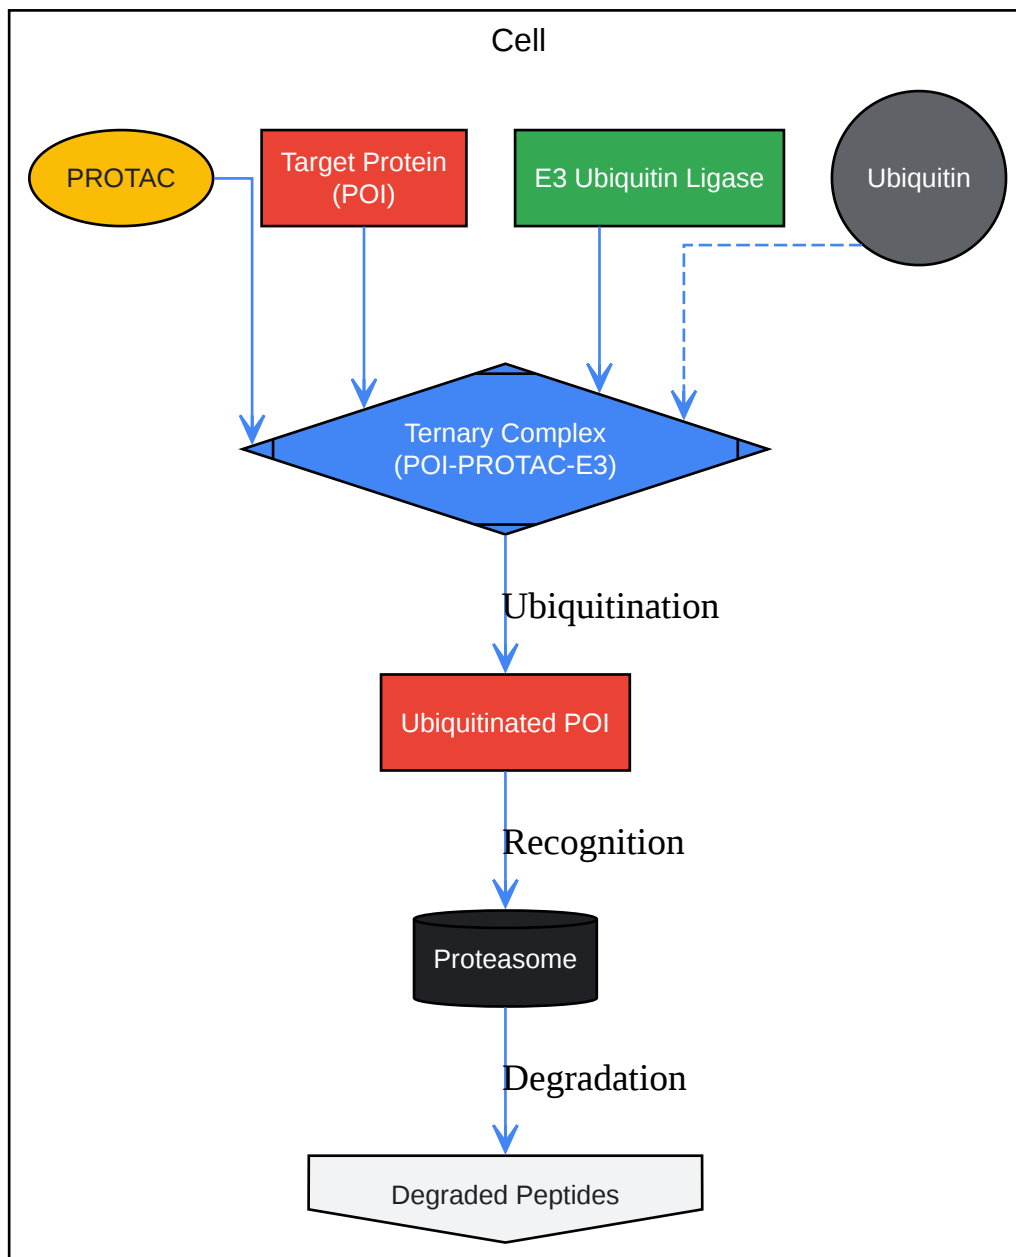 Cell
PROTAC
Target Protein
(POI)
E3 Ubiquitin Ligase
Ubiquitin
Ternary Complex
(POI-PROTAC-E3)
Ubiquitination
Ubiquitinated POI
Recognition
Proteasome
Degradation
Degraded Peptides